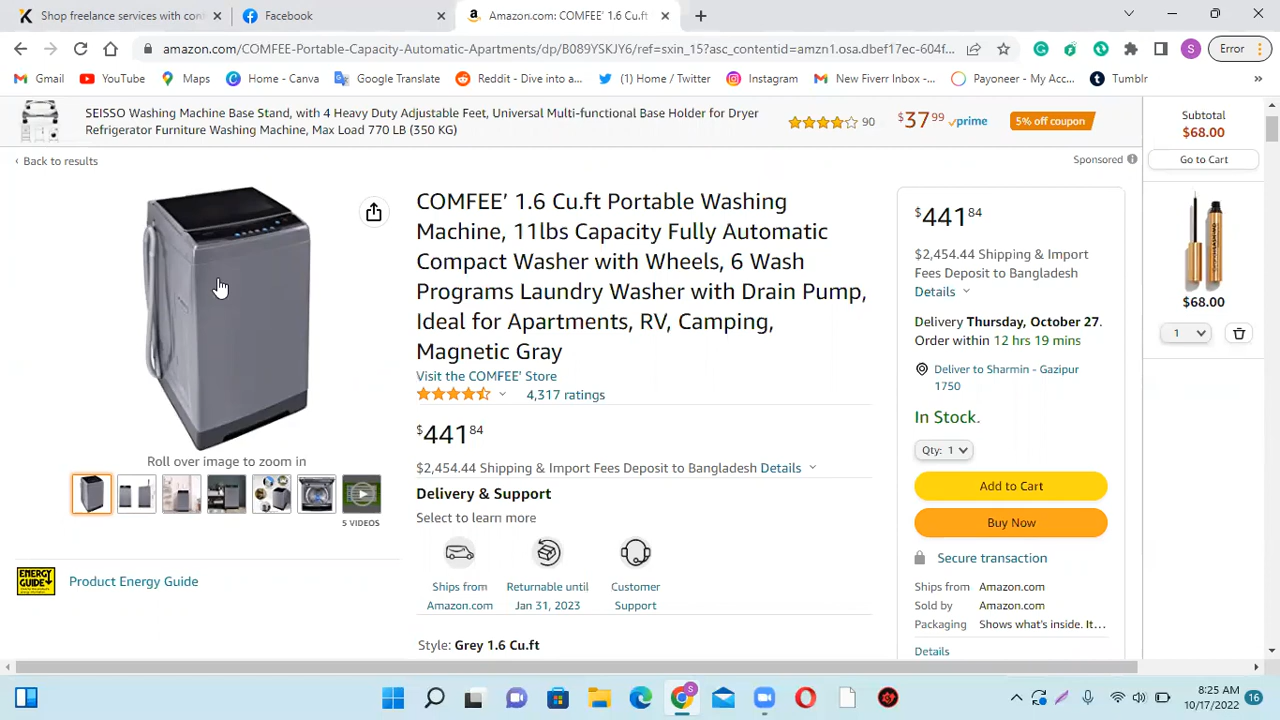 Shop freelance services with con
Facebook
Amazon.com: COMFEE' 1.6 Cu.ft
amazon.com/COMFEE-Portable-Capacity-Automatic-Apartments/dp/B089YSKJY6/ref=sxin_15?asc_contentid=amzn1.osa.dbef17ec-604f...
S
Error
Gmail
YouTube
Maps
Home - Canva
Google Translate
Reddit - Dive into a...
(1) Home / Twitter
Instagram
New Fiverr Inbox -...
Payoneer - My Acc...
Tumblr
SEISSO Washing Machine Base Stand, with 4 Heavy Duty Adjustable Feet, Universal Multi-functional Base Holder for Dryer
Refrigerator Furniture Washing Machine, Max Load 770 LB (350 KG)
90
$37 99 prime
5% off coupon
Subtotal
$68.00
Go to Cart
‹ Back to results
Sponsored
COMFEE' 1.6 Cu.ft Portable Washing
Machine, 11lbs Capacity Fully Automatic
Compact Washer with Wheels, 6 Wash
Programs Laundry Washer with Drain Pump,
Ideal for Apartments, RV, Camping,
Magnetic Gray
Visit the COMFEE' Store
4,317 ratings
$441 84
$2,454.44 Shipping & Import Fees Deposit to Bangladesh Details
Delivery & Support
Select to learn more
Ships from
Amazon.com
Returnable until
Jan 31, 2023
Customer
Support
Style: Grey 1.6 Cu.ft
Roll over image to zoom in
5 VIDEOS
ENERGY
GUIDE
Product Energy Guide
$441 84
$2,454.44 Shipping & Import
Fees Deposit to Bangladesh
Details
Delivery Thursday, October 27.
Order within 12 hrs 19 mins
Deliver to Sharmin - Gazipur
1750
In Stock.
Qty: 1
Add to Cart
Buy Now
Secure transaction
Ships from Amazon.com
Sold by Amazon.com
Packaging Shows what's inside. It...
Details
$68.00
1
S
8:25 AM
10/17/2022
16